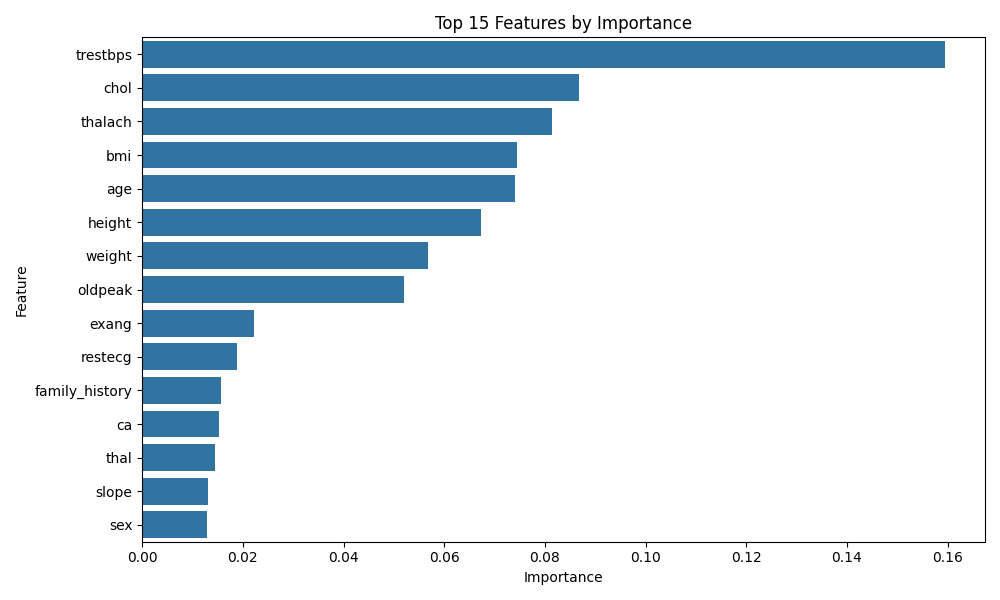 Top 15 Features by Importance
Feature
trestbps
chol
thalach
bmi
age
height
weight
oldpeak
exang
restecg
family_history
ca
thal
slope
sex
0.00 0.02 0.04 0.06 0.08 0.10 0.12 0.14 0.16
Importance